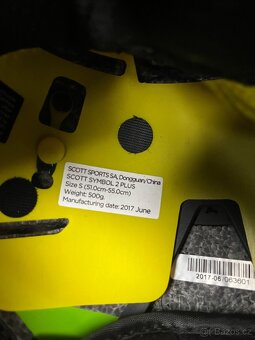 SCOTT SPORTS SA, Dongguan/China
SCOTT SYMBOL 2 PLUS
Size S (51.0cm-55.0cm)
Weight: 500g.
Manufacturing date: 2017 June
2017-06/063601